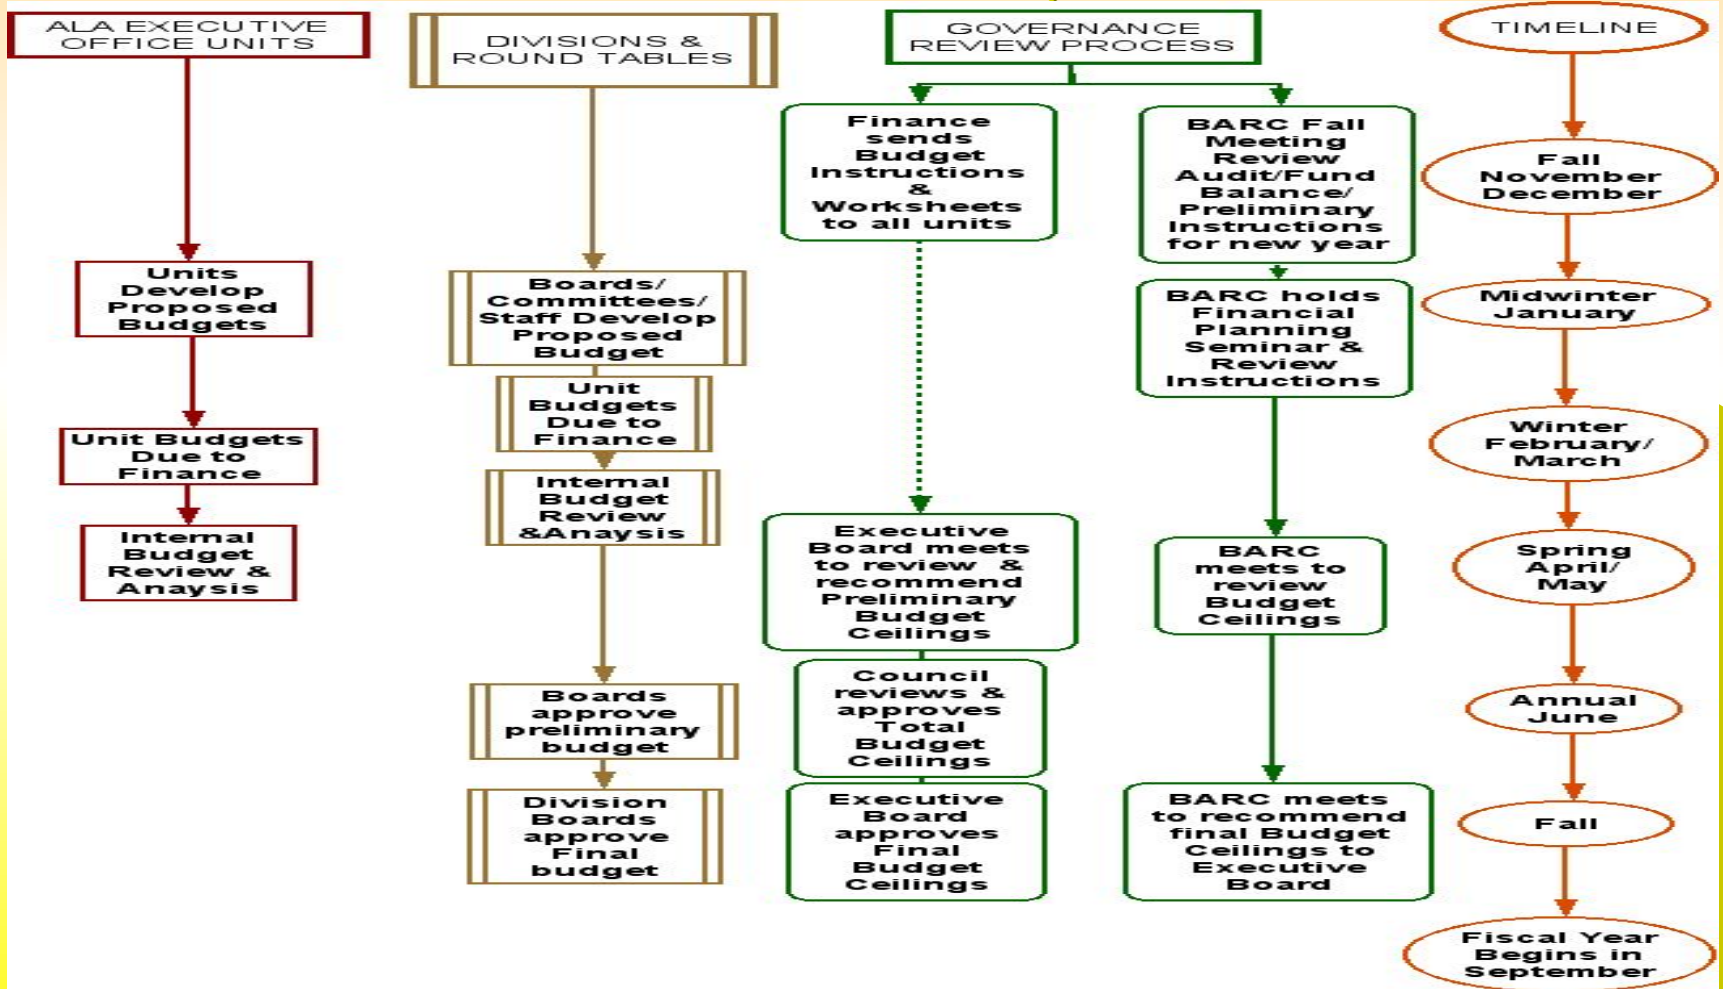 ALA EXECUTIVE
OFFICE UNITS
Units
Develop
Proposed
Budgets
Unit Budgets
Due to
Finance
Internal
Budget
Review &
Anaysis
DIVISIONS &
ROUND TABLES
Boards/
Committees/
Staff Develop
Proposed
Budget
Unit
Budgets
Due to
Finance
Internal
Budget
Review
&Anaysis
Boards
approve
preliminary
budget
Division
Boards
approve
Final
budget
GOVERNANCE
REVIEW PROCESS
Finance
sends
Budget
Instructions
&
Worksheets
to all units
Executive
Board meets
to review &
recommend
Preliminary
Budget
Ceilings
Council
reviews &
approves
Total
Budget
Ceilings
Executive
Board
approves
Final
Budget
Ceilings
BARC Fall
Meeting
Review
Audit/Fund
Balance/
Preliminary
Instructions
for new year
BARC holds
Financial
Planning
Seminar &
Review
Instructions
BARC
meets to
review
Budget
Ceilings
BARC meets
to recommend
final Budget
Ceilings to
Executive
Board
TIMELINE
Fall
November
December
Midwinter
January
Winter
February/
March
Spring
April/
May
Annual
June
Fall
Fiscal Year
Begins in
September